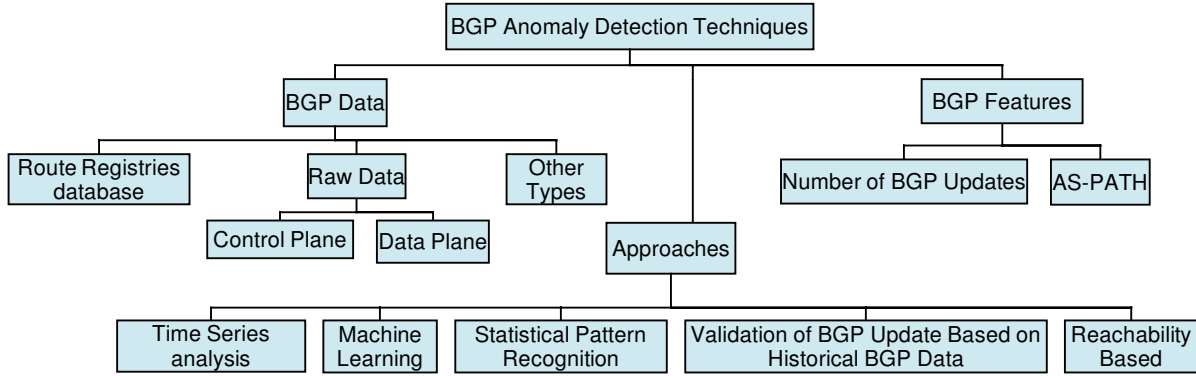 BGP Anomaly Detection Techniques
BGP Data
BGP Features
Route Registries
database
Raw Data
Other
Types
Number of BGP Updates
AS-PATH
Control Plane
Data Plane
Approaches
Time Series
analysis
Machine
Learning
Statistical Pattern
Recognition
Validation of BGP Update Based on
Historical BGP Data
Reachability
Based